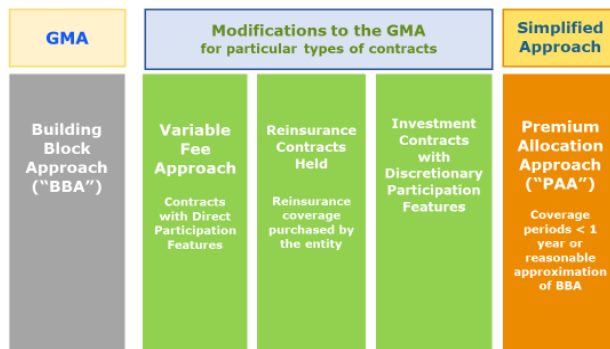 GMA
Modifications to the GMA
for particular types of contracts
Simplified
Approach
Building
Block
Approach
(“BBA”)
Variable
Fee
Approach
Contracts
with Direct
Participation
Features
Reinsurance
Contracts
Held
Reinsurance
coverage
purchased by
the entity
Investment
Contracts
with
Discretionary
Participation
Features
Premium
Allocation
Approach
(“PAA”)
Coverage
periods < 1
year or
reasonable
approximation
of BBA